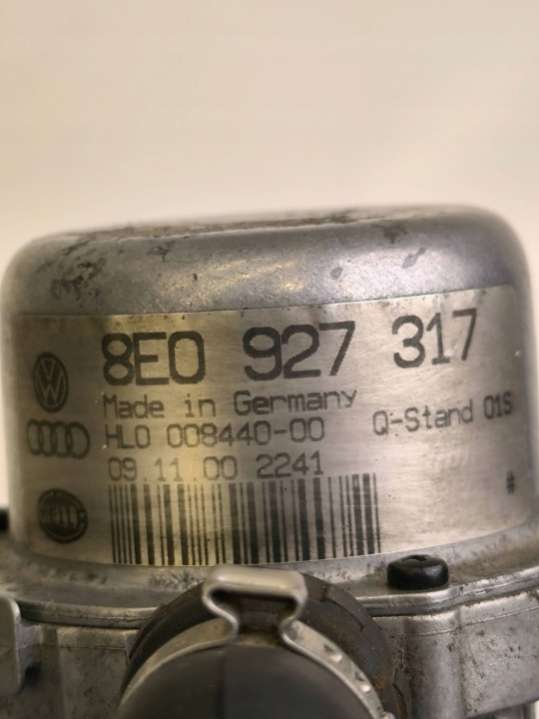 8E0 927 317
Made in Germany
HL0 008440-00 Q-Stand 01S
09.11.00 2241
#